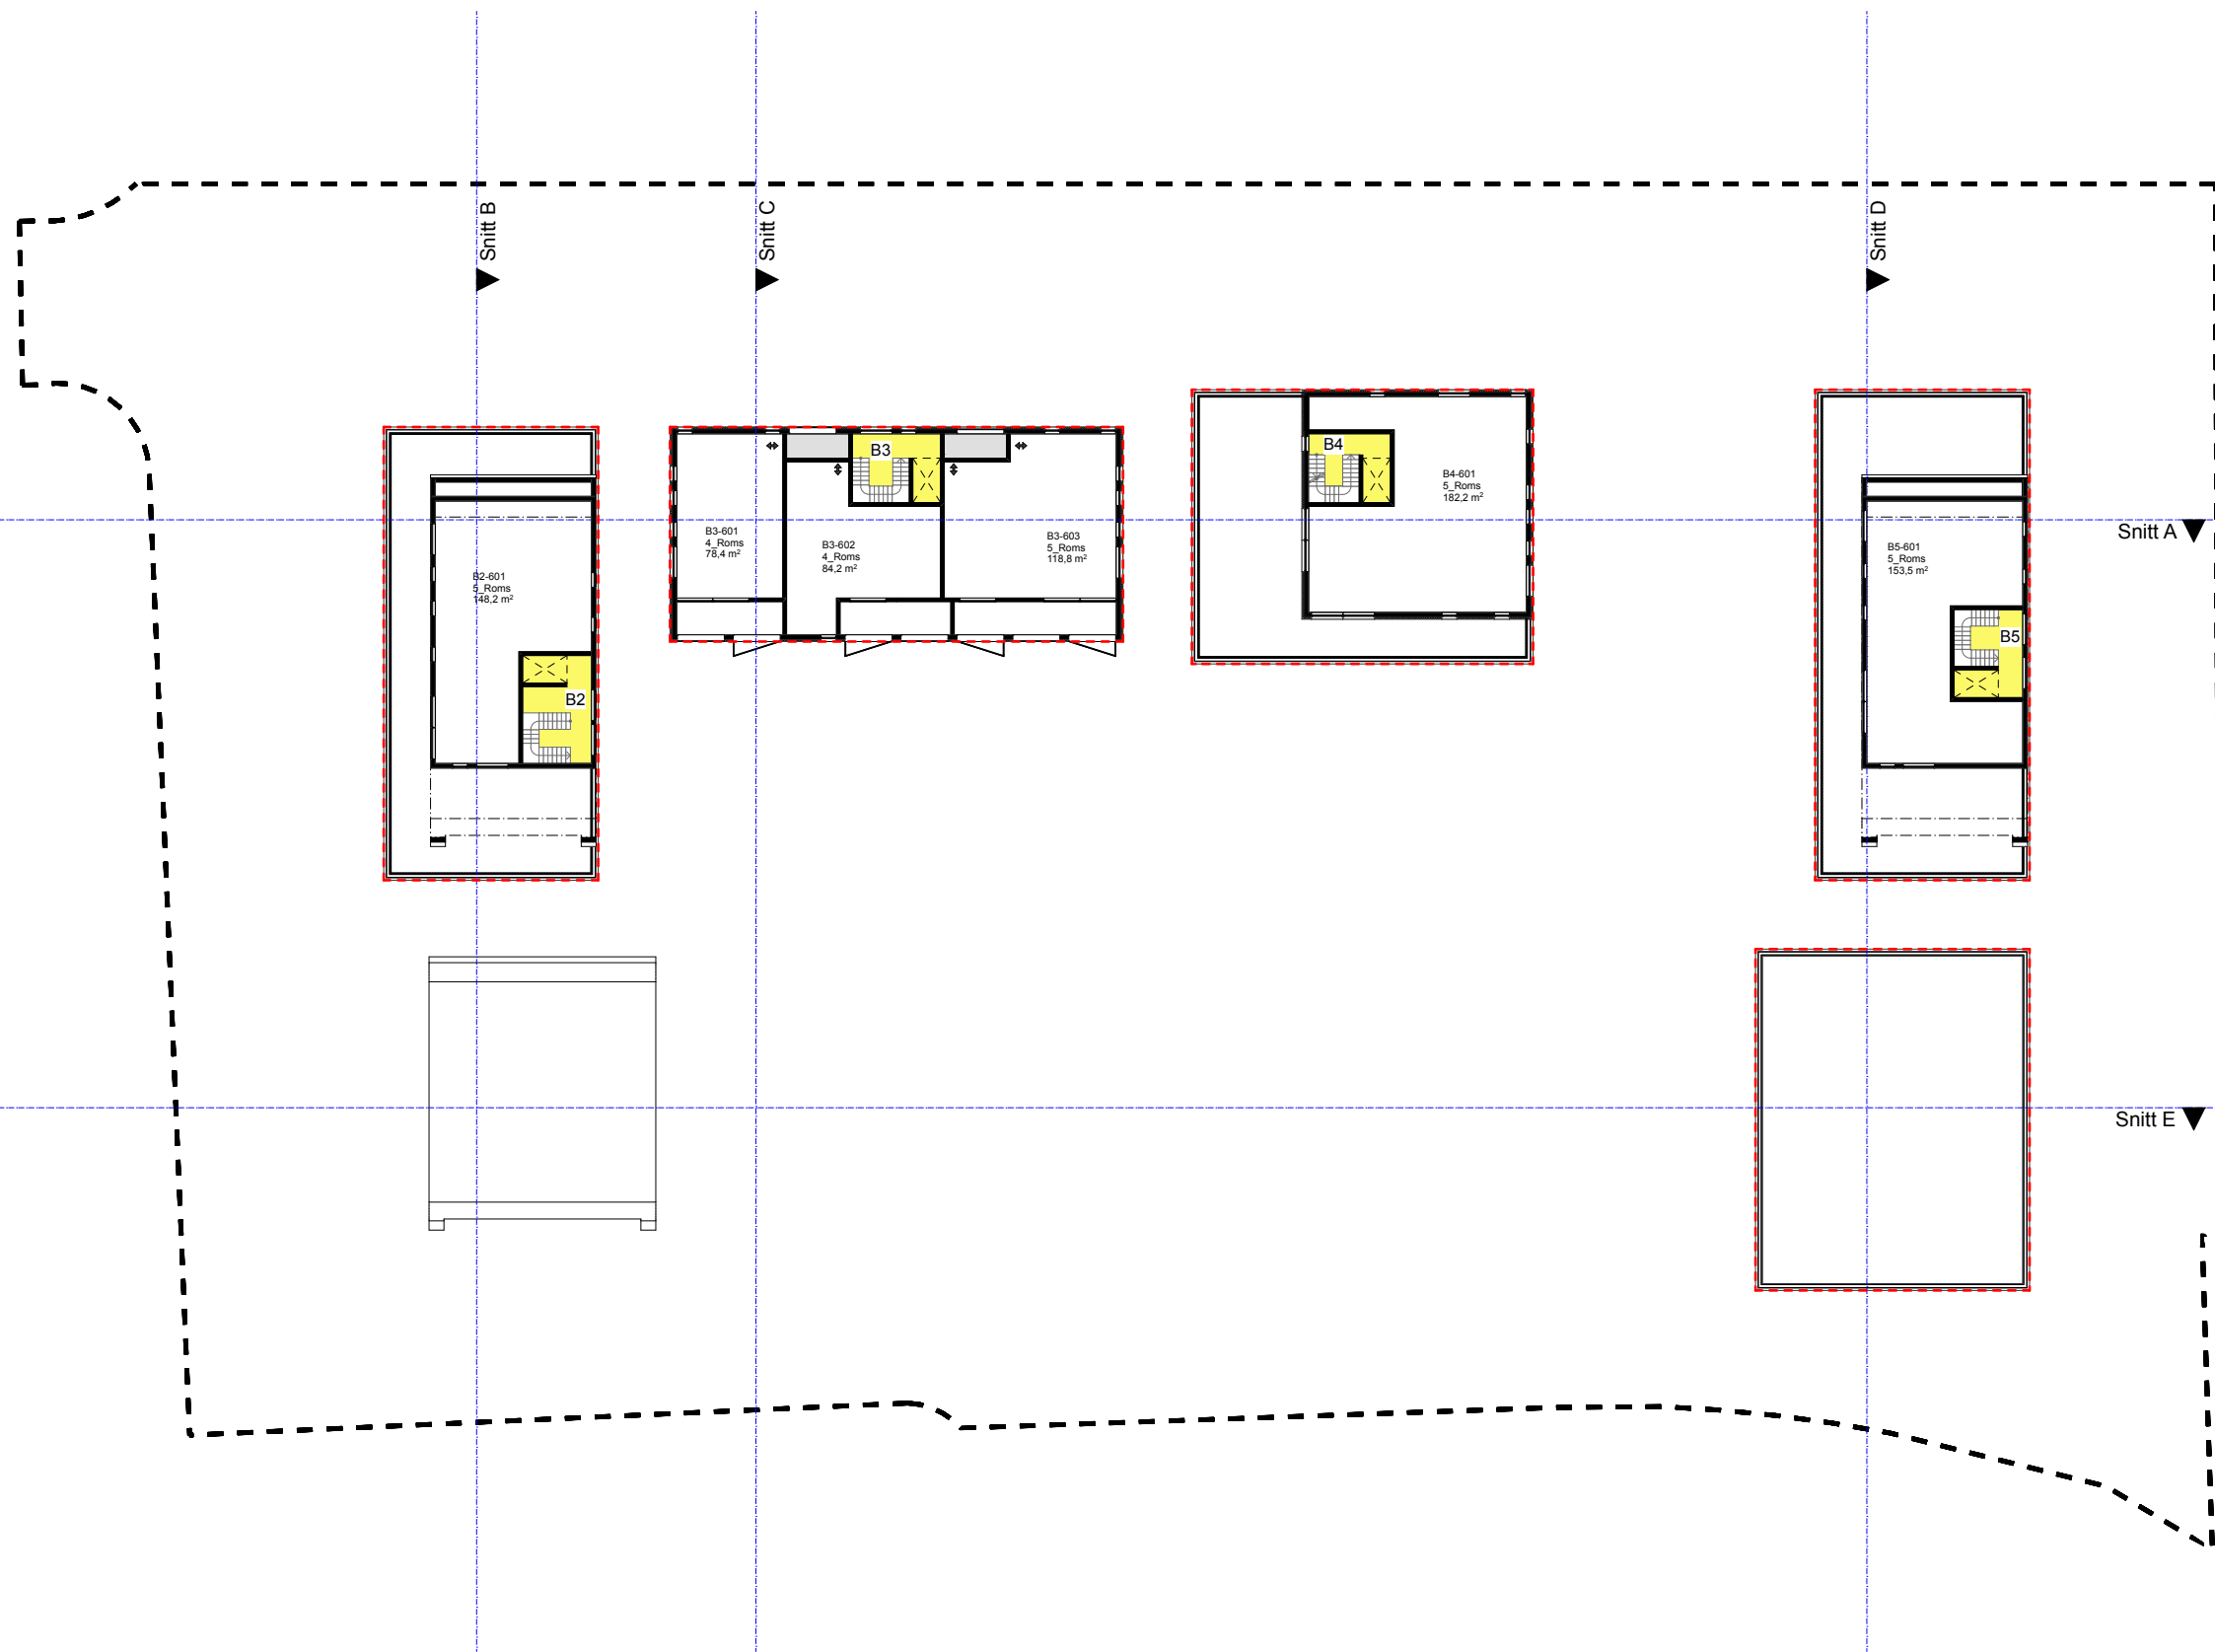 Snitt B
Snitt C
Snitt D
B3
B4
B4-601
5_Roms
182,2 m²
Snitt A
B3-601
4_Roms
78,4 m²
B3-602
4_Roms
84,2 m²
B3-603
5_Roms
118,8 m²
B5-601
5_Roms
153,5 m²
B2-601
5_Roms
148,2 m²
B5
B2
Snitt E